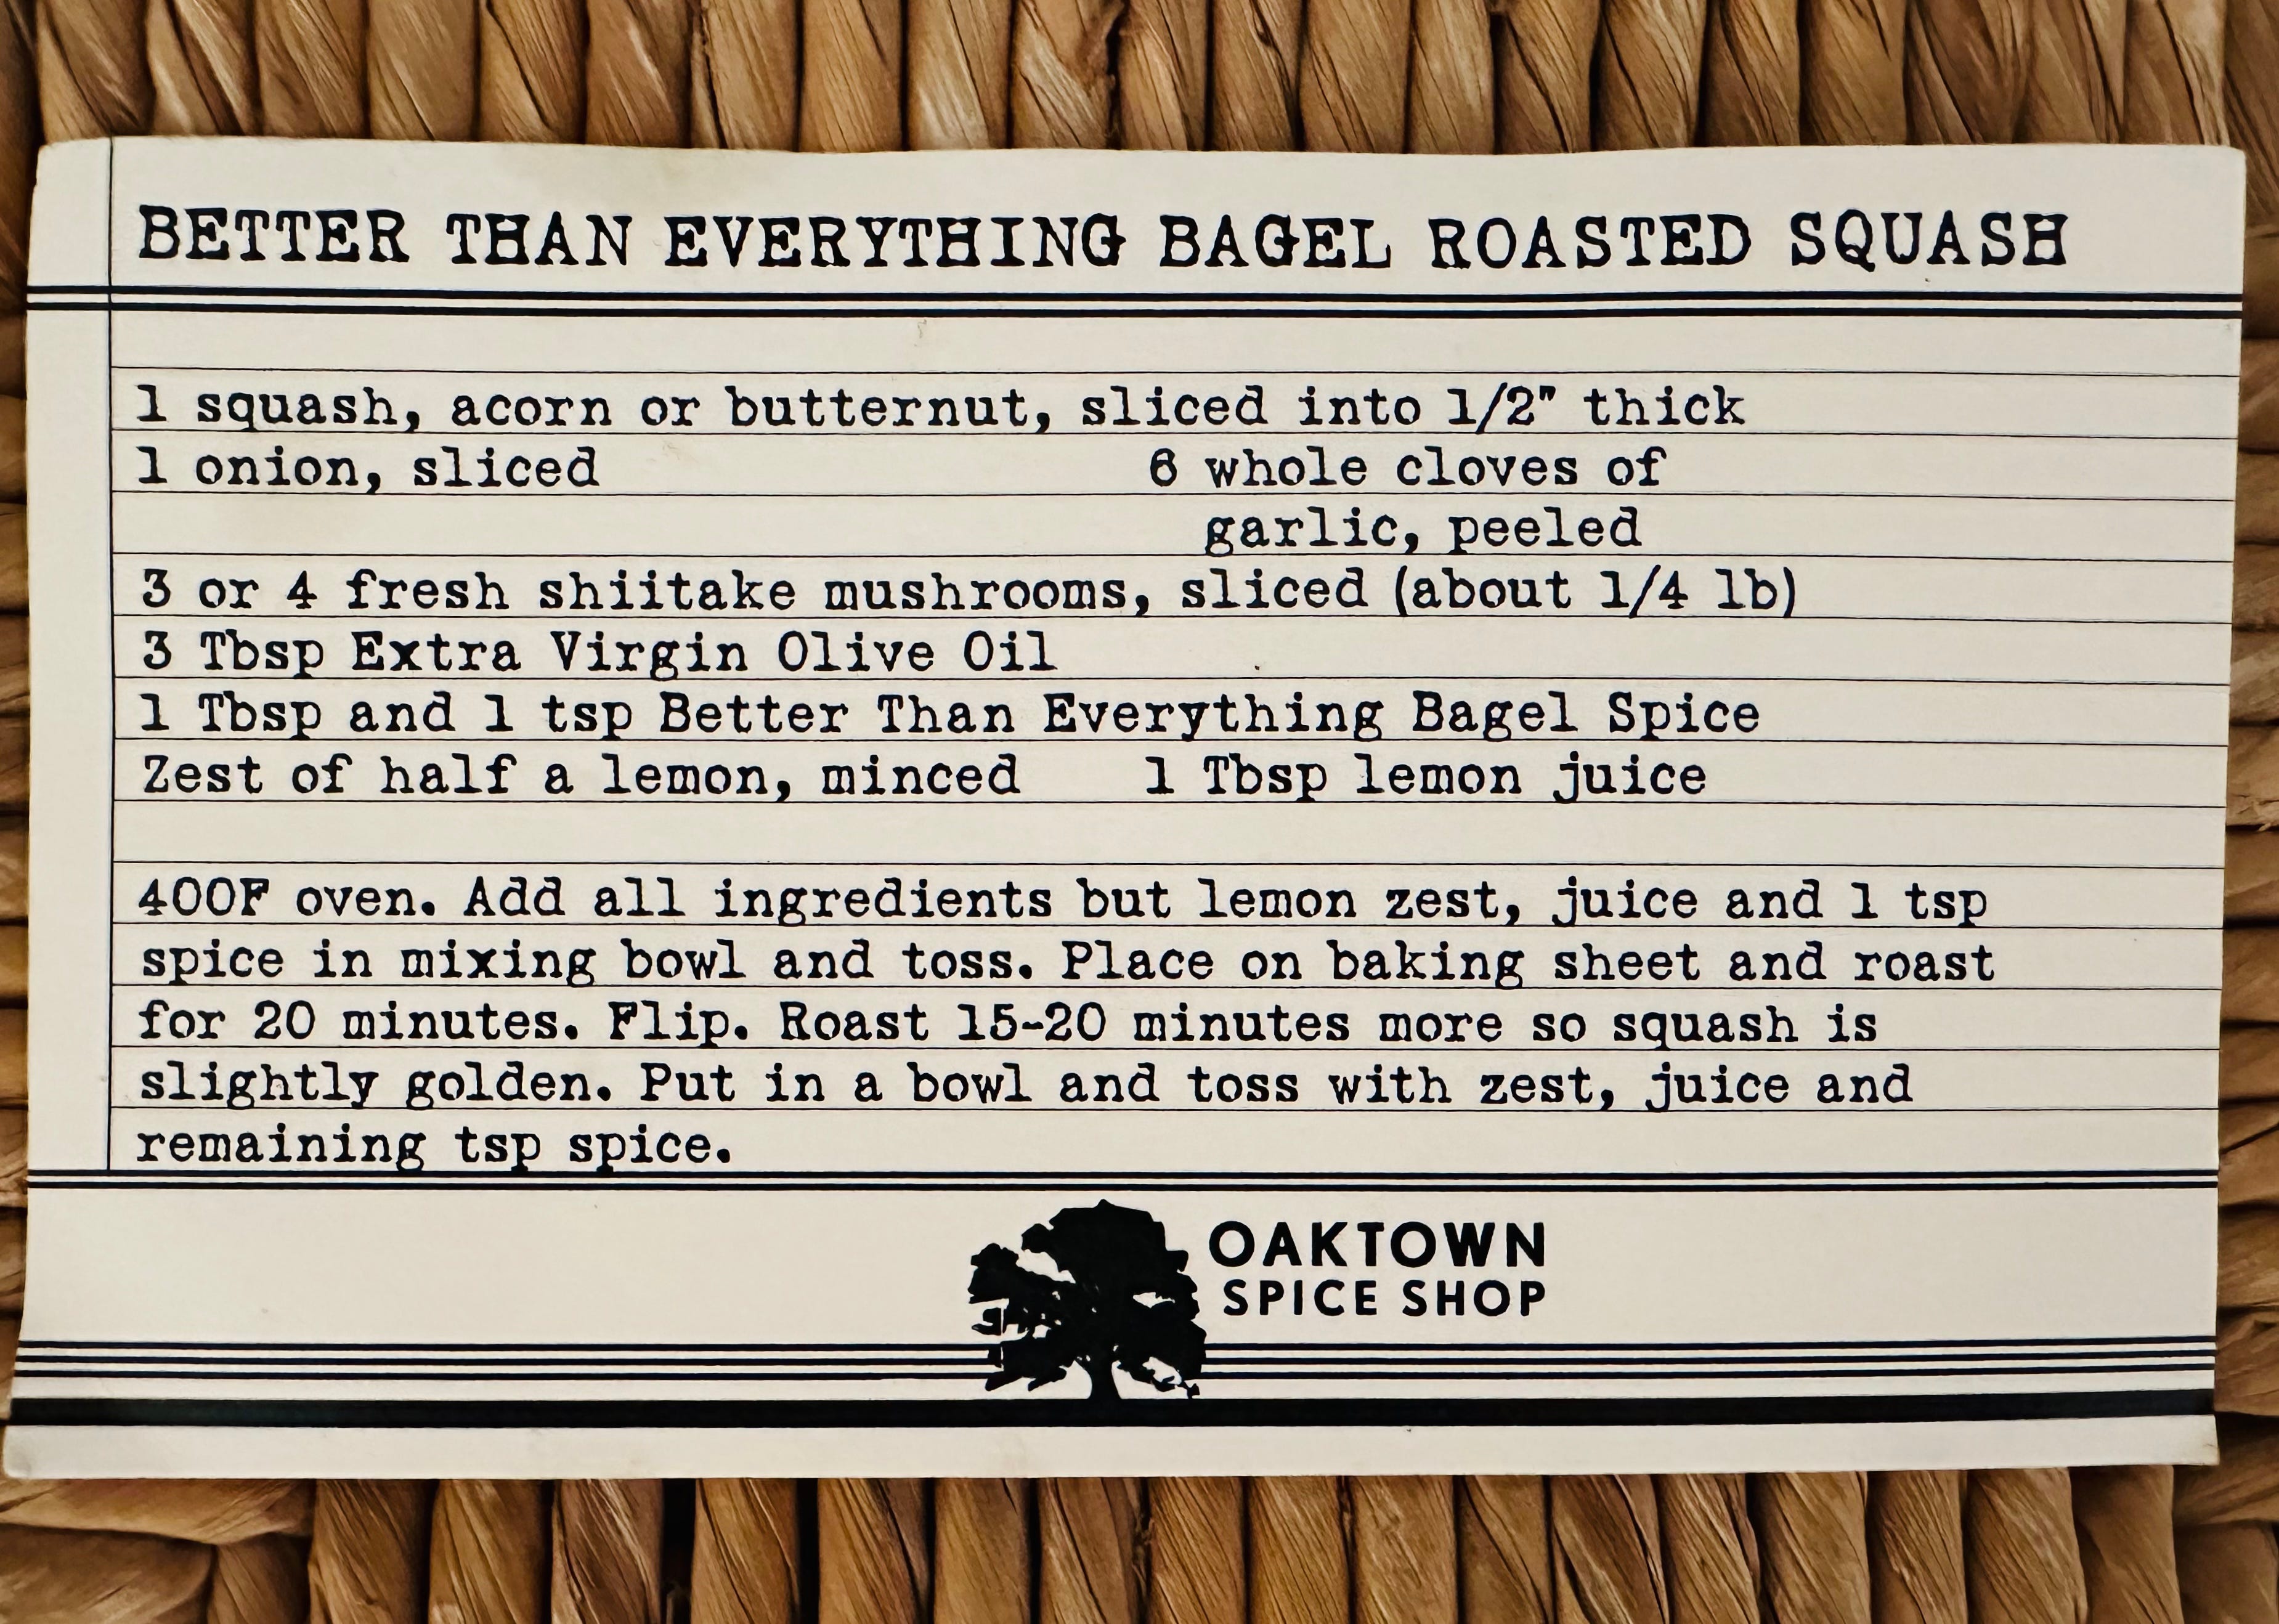 BETTER THAN EVERYTHING BAGEL ROASTED SQUASH
1 squash, acorn or butternut, sliced into 1/2" thick
1 onion, sliced 6 whole cloves of
garlic, peeled
3 or 4 fresh shiitake mushrooms, sliced (about 1/4 lb)
3 Tbsp Extra Virgin Olive Oil
1 Tbsp and 1 tsp Better Than Everything Bagel Spice
Zest of half a lemon, minced 1 Tbsp lemon juice
400F oven. Add all ingredients but lemon zest, juice and 1 tsp
spice in mixing bowl and toss. Place on baking sheet and roast
for 20 minutes. Flip. Roast 15-20 minutes more so squash is
slightly golden. Put in a bowl and toss with zest, juice and
remaining tsp spice.
OAKTOWN
SPICE SHOP